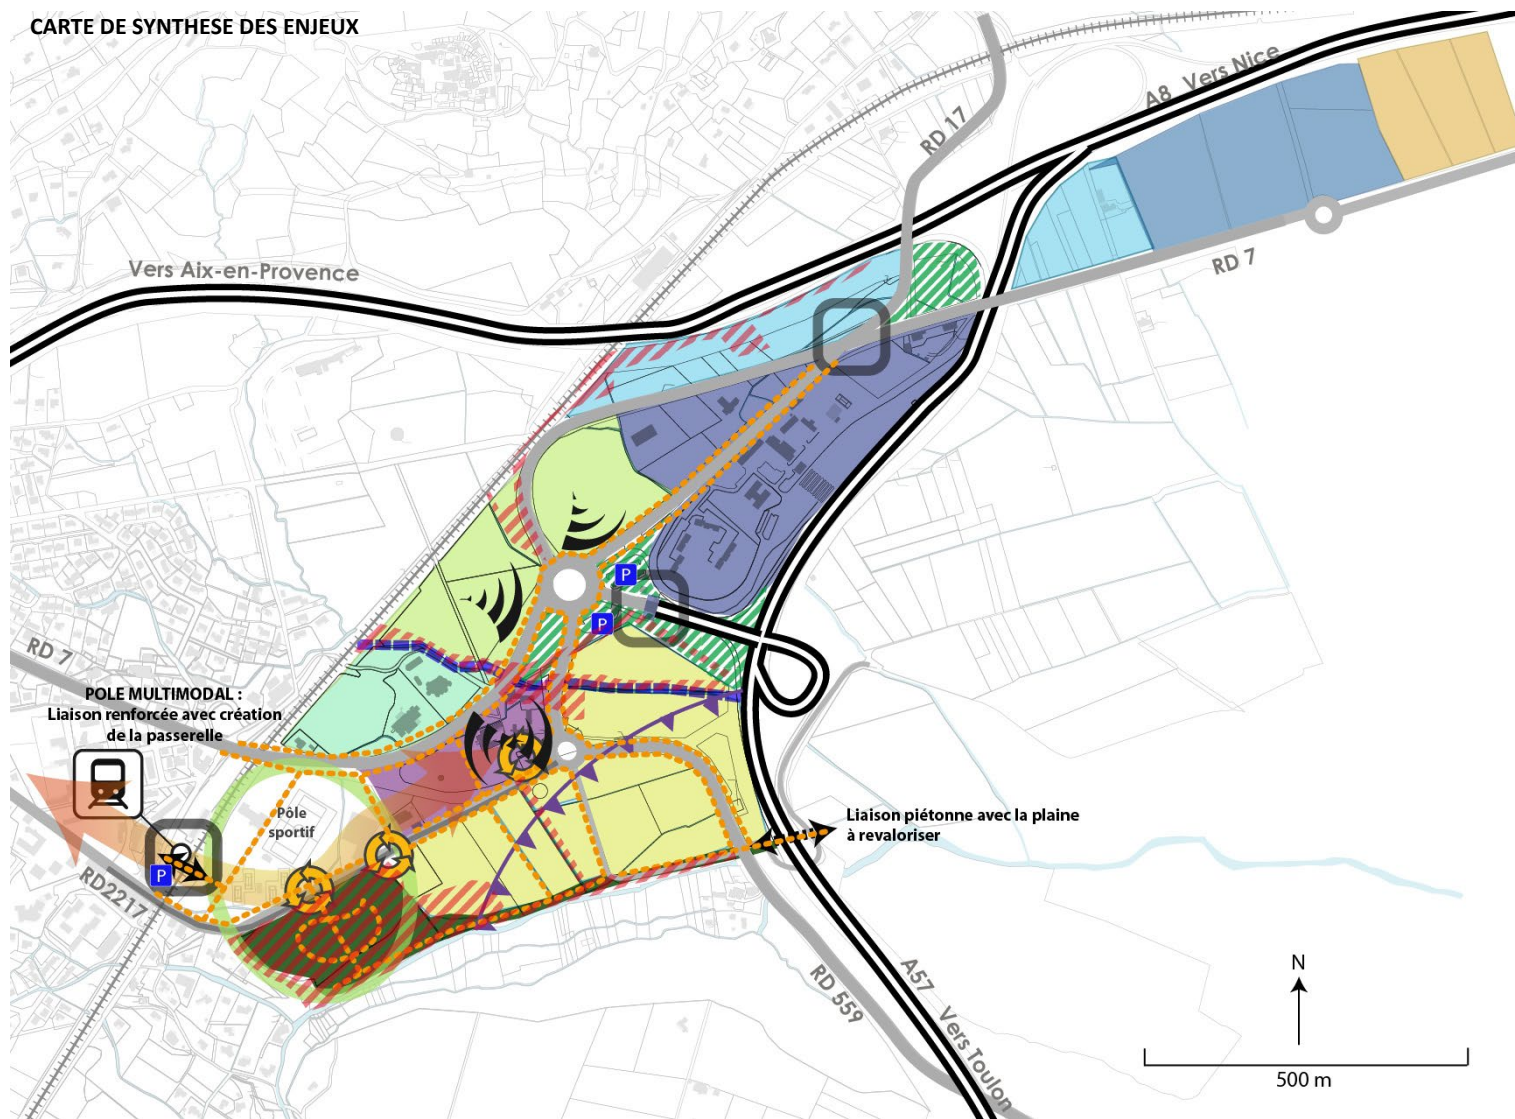 CARTE DE SYNTHESE DES ENJEUX
A8 Vers Nice
RD 17
Vers Aix-en-Provence
RD 7
P
P
RD 7
POLE MULTIMODAL :
Liaison renforcée avec création
de la passerelle
Pôle
sportif
Liaison piétonne avec la plaine
à revaloriser
P
RD2217
RD 559
A57 Vers Toulon
N
500 m